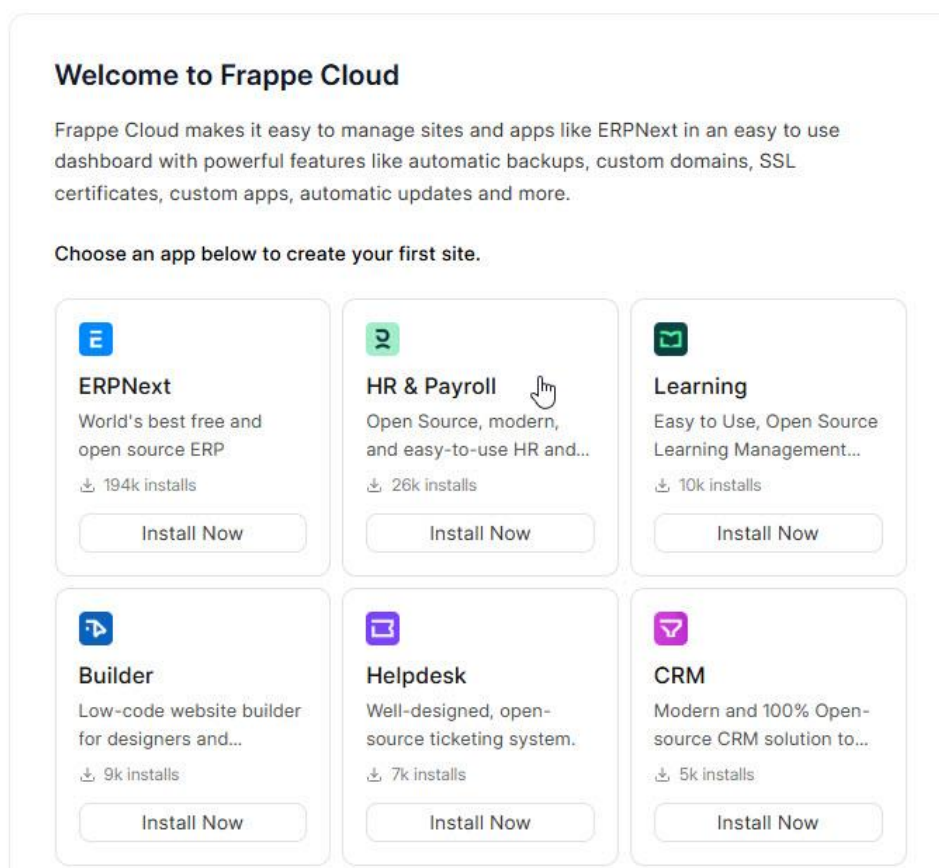 Welcome to Frappe Cloud
Frappe Cloud makes it easy to manage sites and apps like ERPNext in an easy to use
dashboard with powerful features like automatic backups, custom domains, SSL
certificates, custom apps, automatic updates and more.
Choose an app below to create your first site.
ERPNext
World's best free and
open source ERP
194k installs
Install Now
HR & Payroll
Open Source, modern,
and easy-to-use HR and...
26k installs
Install Now
Learning
Easy to Use, Open Source
Learning Management...
10k installs
Install Now
Builder
Low-code website builder
for designers and...
9k installs
Install Now
Helpdesk
Well-designed, open-
source ticketing system.
7k installs
Install Now
CRM
Modern and 100% Open-
source CRM solution to...
5k installs
Install Now